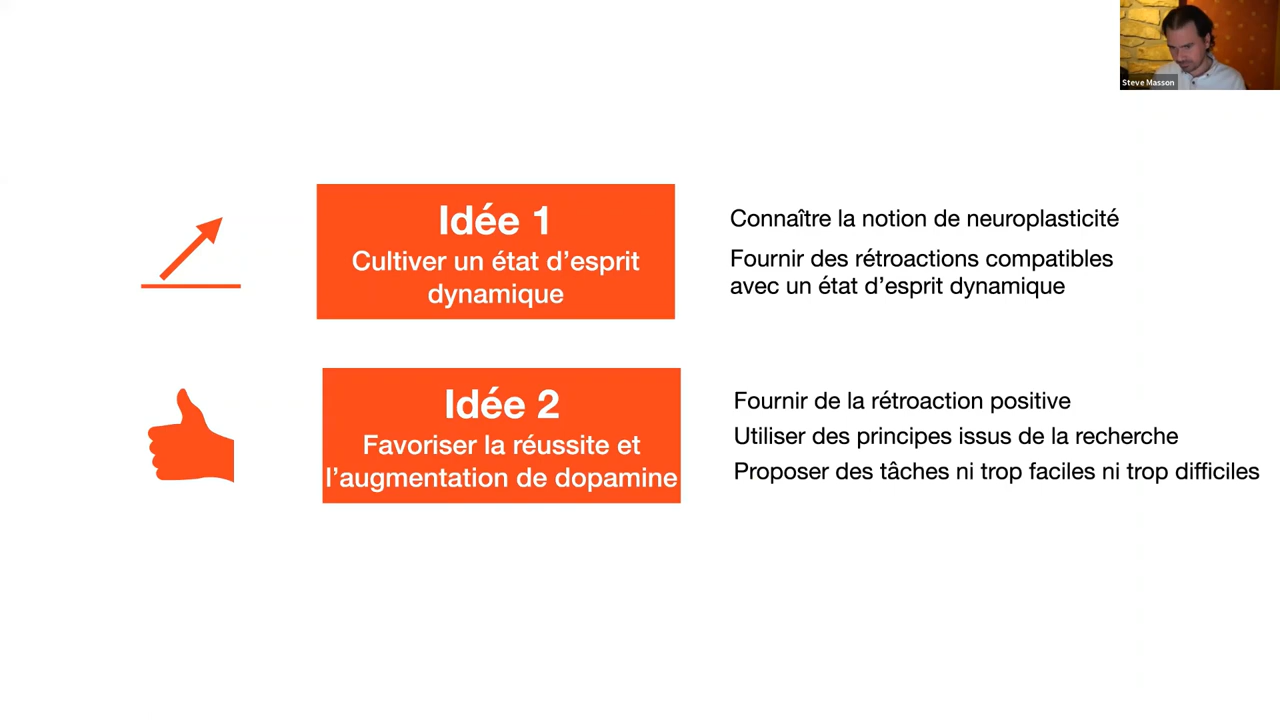 Steve Masson
Idée 1
Cultiver un état d'esprit
dynamique
Connaître la notion de neuroplasticité
Fournir des rétroactions compatibles
avec un état d'esprit dynamique
Idée 2
Favoriser la réussite et
l'augmentation de dopamine
Fournir de la rétroaction positive
Utiliser des principes issus de la recherche
Proposer des tâches ni trop faciles ni trop difficiles